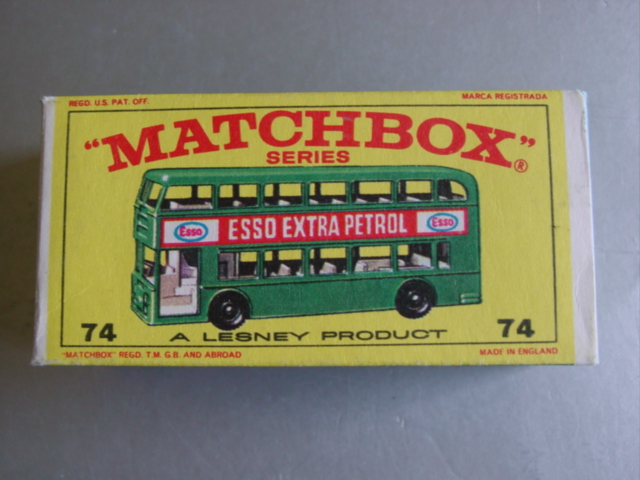 REGD. U.S. PAT. OFF.
MARCA REGISTRADA
"MATCHBOX"®
SERIES
Esso
ESSO EXTRA PETROL
Esso
74
A LESNEY PRODUCT
74
"MATCHBOX" REGD. T.M. G.B. AND ABROAD
MADE IN ENGLAND